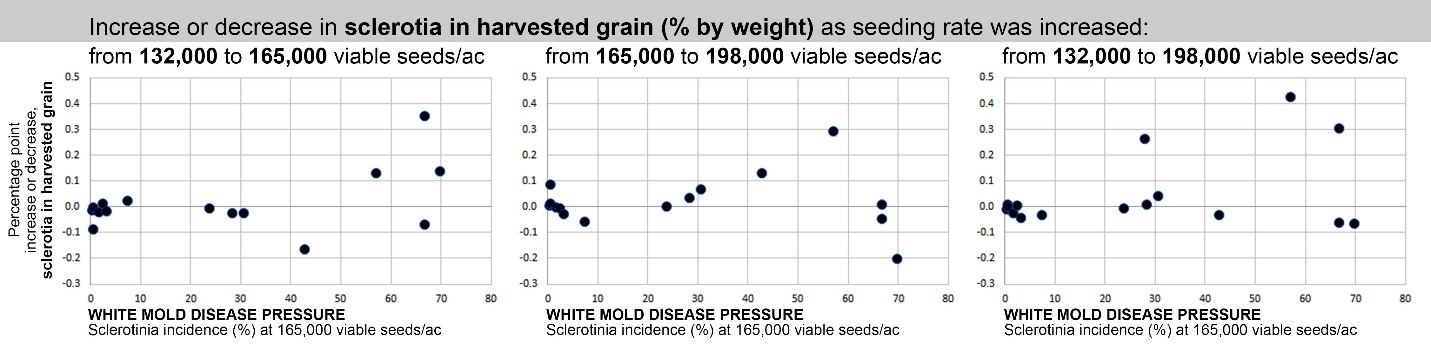 Increase or decrease in sclerotia in harvested grain (% by weight) as seeding rate was increased:
from 132,000 to 165,000 viable seeds/ac
from 165,000 to 198,000 viable seeds/ac
from 132,000 to 198,000 viable seeds/ac
Percentage point
increase or decrease,
sclerotia in harvested grain
0.5
0.4
0.3
0.2
0.1
0.0
-0.1
-0.2
-0.3
0 10 20 30 40 50 60 70 80
WHITE MOLD DISEASE PRESSURE
Sclerotinia incidence (%) at 165,000 viable seeds/ac
0.5
0.4
0.3
0.2
0.1
0.0
-0.1
-0.2
-0.3
0 10 20 30 40 50 60 70 80
WHITE MOLD DISEASE PRESSURE
Sclerotinia incidence (%) at 165,000 viable seeds/ac
0.5
0.4
0.3
0.2
0.1
0.0
-0.1
-0.2
-0.3
0 10 20 30 40 50 60 70 80
WHITE MOLD DISEASE PRESSURE
Sclerotinia incidence (%) at 165,000 viable seeds/ac